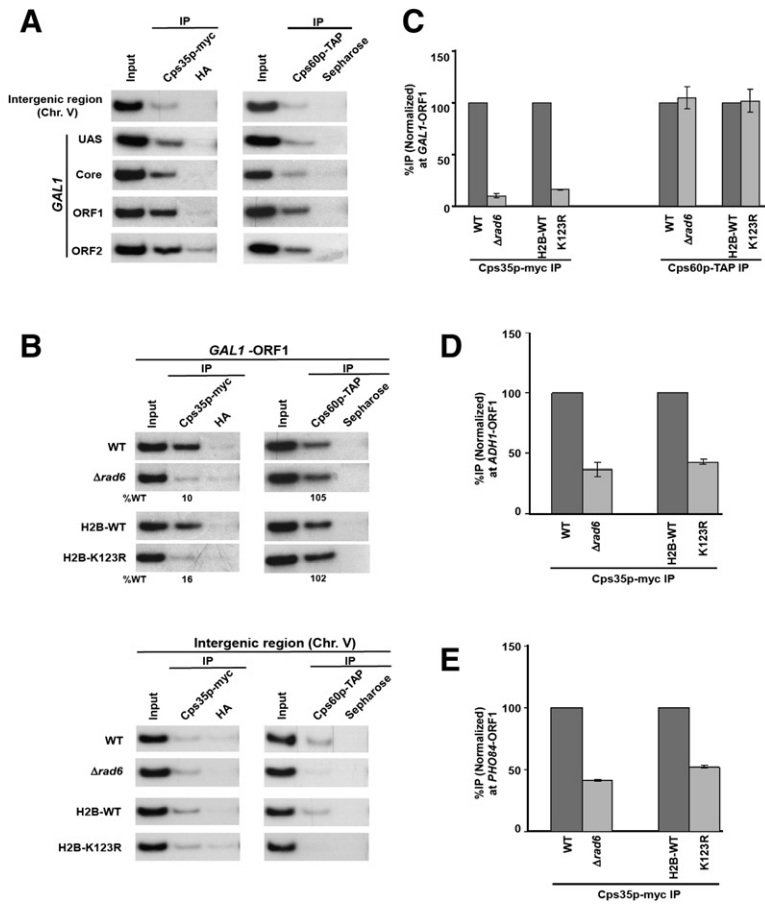 A
IP
IP
Input
Cps35p-myc
HA
Input
Cps60p-TAP
Sepharose
Intergenic region
(Chr. V)
GAL1
UAS
Core
ORF1
ORF2
B
GAL1 -ORF1
IP
IP
Input
Cps35p-myc
HA
Input
Cps60p-TAP
Sepharose
WT
Δrad6
%WT 10 105
H2B-WT
H2B-K123R
%WT 16 102
Intergenic region (Chr. V)
IP
IP
Input
Cps35p-myc
HA
Input
Cps60p-TAP
Sepharose
WT
Δrad6
H2B-WT
H2B-K123R
C
%IP (Normalized)
at GAL1-ORF1
150
100
50
0
WT
Δrad6
H2B-WT
K123R
WT
Δrad6
H2B-WT
K123R
Cps35p-myc IP
Cps60p-TAP IP
D
%IP (Normalized)
at ADH1-ORF1
150
100
50
0
WT
Δrad6
H2B-WT
K123R
Cps35p-myc IP
E
%IP (Normalized)
at PHO84-ORF1
150
100
50
0
WT
Δrad6
H2B-WT
K123R
Cps35p-myc IP